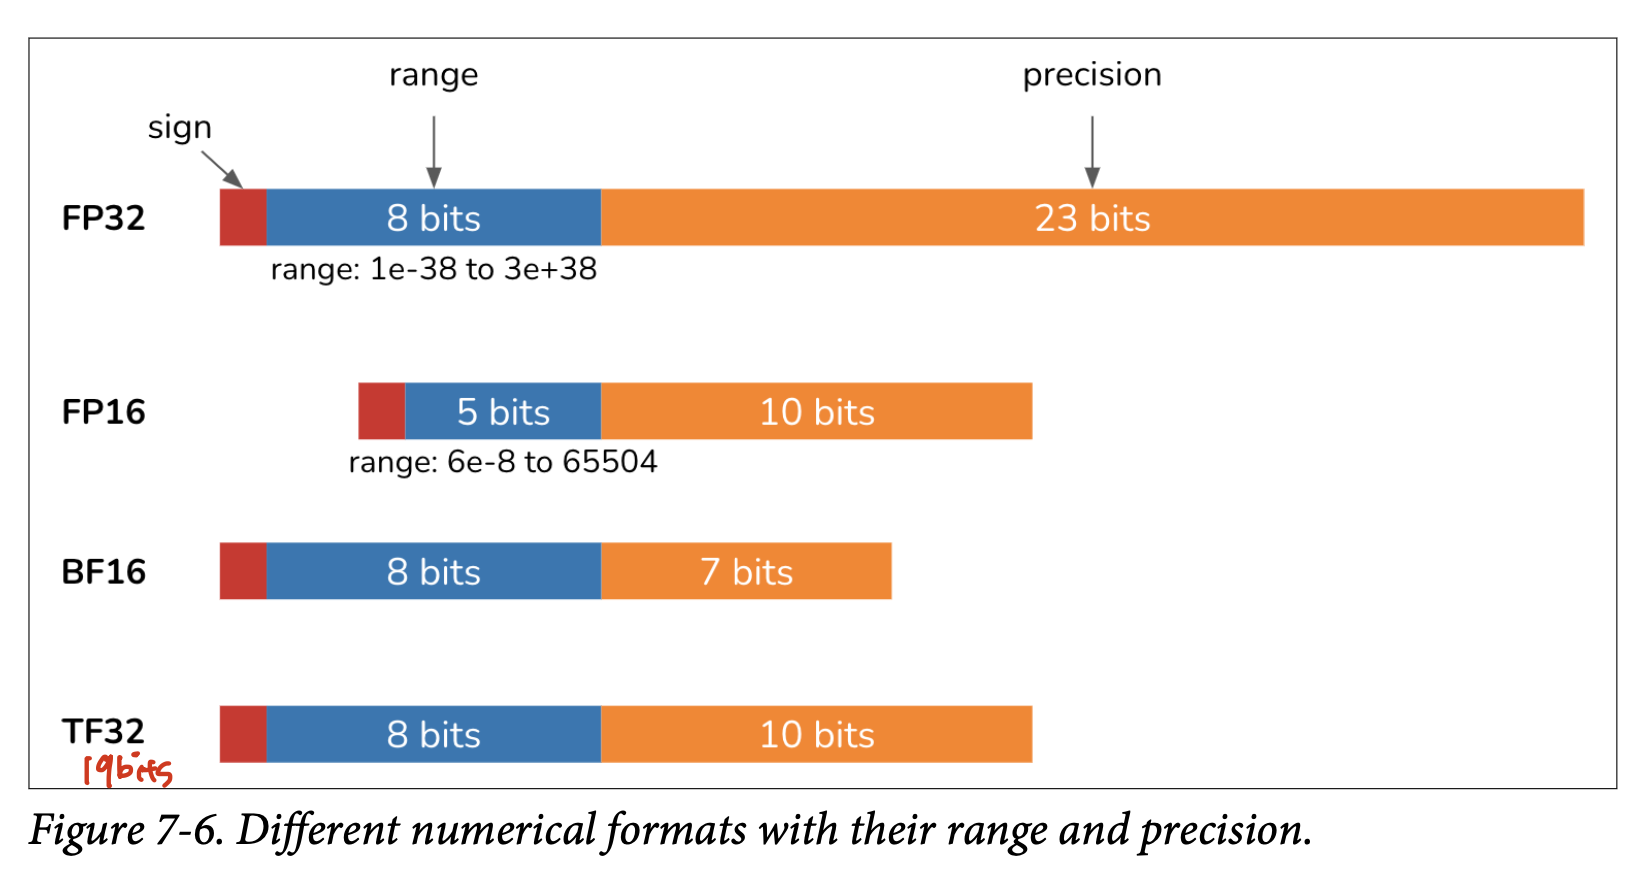 range
precision
sign
FP32
8 bits
23 bits
range: 1e-38 to 3e+38
FP16
5 bits
10 bits
range: 6e-8 to 65504
BF16
8 bits
7 bits
TF32
8 bits
10 bits
19bits
Figure 7-6. Different numerical formats with their range and precision.